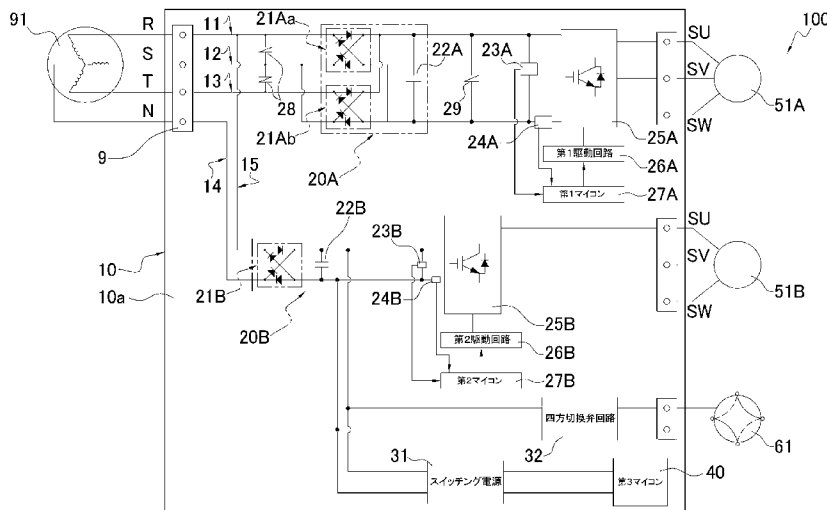 91
R
S
T
N
9
11
12
13
14
15
28
21Aa
21Ab
20A
22A
29
23A
24A
25A
第1駆動回路
26A
第1マイコン
27A
SU
SV
SW
51A
100
10
10a
21B
20B
22B
23B
24B
25B
第2駆動回路
26B
第2マイコン
27B
SU
SV
SW
51B
四方切換弁回路
32
61
31
スイッチング電源
第3マイコン
40